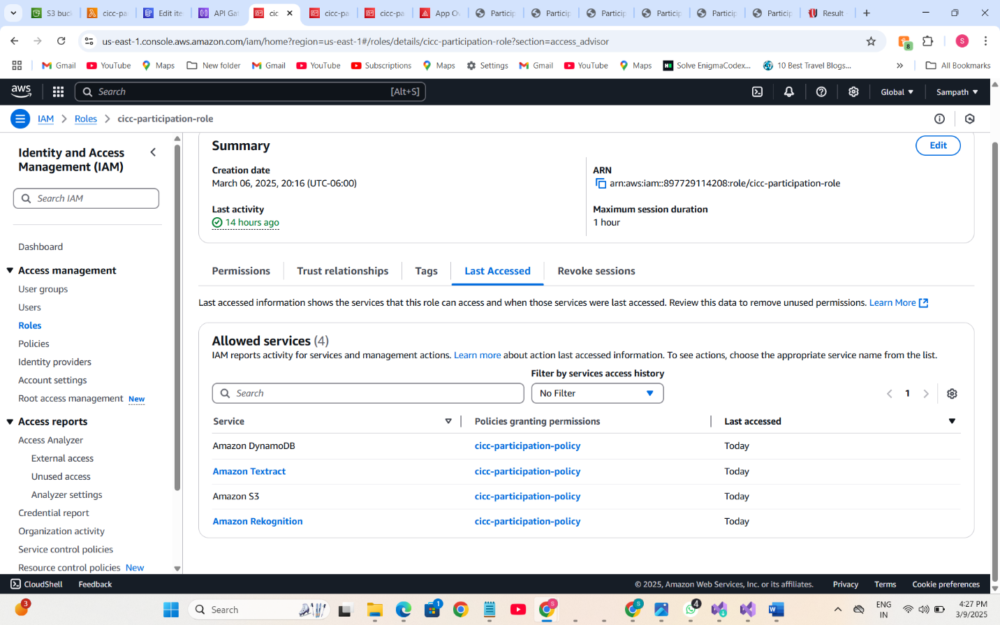 S3 buc
cicc-pa
Edit ite
API Gat
cic
cicc-pa
cicc-pa
App Ov
Particip
Particip
Particip
Particip
Particip
Particip
Result
us-east-1.console.aws.amazon.com/iam/home?region=us-east-1#/roles/details/cicc-participation-role?section=access_advisor
8
S
Gmail
YouTube
Maps
New folder
Gmail
YouTube
Subscriptions
Maps
Settings
Gmail
YouTube
Maps
Solve EnigmaCodex...
10 Best Travel Blogs...
All Bookmarks
aws
Search
[Alt+S]
Global
Sampath
IAM
Roles
cicc-participation-role
Identity and Access
Management (IAM)
Search IAM
Dashboard
Access management
User groups
Users
Roles
Policies
Identity providers
Account settings
Root access management New
Access reports
Access Analyzer
External access
Unused access
Analyzer settings
Credential report
Organization activity
Service control policies
Resource control policies New
Summary
Edit
Creation date
March 06, 2025, 20:16 (UTC-06:00)
ARN
arn:aws:iam::897729114208:role/cicc-participation-role
Last activity
14 hours ago
Maximum session duration
1 hour
Permissions
Trust relationships
Tags
Last Accessed
Revoke sessions
Last accessed information shows the services that this role can access and when those services were last accessed. Review this data to remove unused permissions. Learn More
Allowed services (4)
IAM reports activity for services and management actions. Learn more about action last accessed information. To see actions, choose the appropriate service name from the list.
Filter by services access history
Search
No Filter
1
Service
Policies granting permissions
Last accessed
Amazon DynamoDB
cicc-participation-policy
Today
Amazon Textract
cicc-participation-policy
Today
Amazon S3
cicc-participation-policy
Today
Amazon Rekognition
cicc-participation-policy
Today
CloudShell
Feedback
© 2025, Amazon Web Services, Inc. or its affiliates.
Privacy
Terms
Cookie preferences
3
Search
1
S
S
4
ENG
IN
4:27 PM
3/9/2025